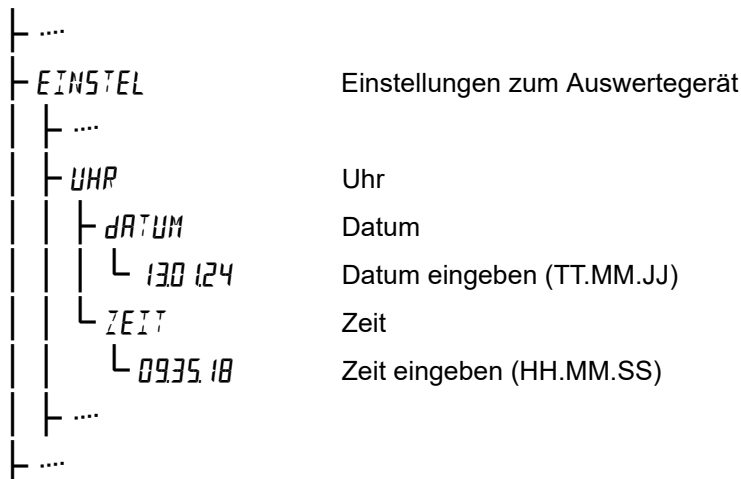 ....
EINSTEL Einstellungen zum Auswertegerät
....
UHR Uhr
dATUM Datum
13.01.24 Datum eingeben (TT.MM.JJ)
ZEIT Zeit
09.35.18 Zeit eingeben (HH.MM.SS)
....
....